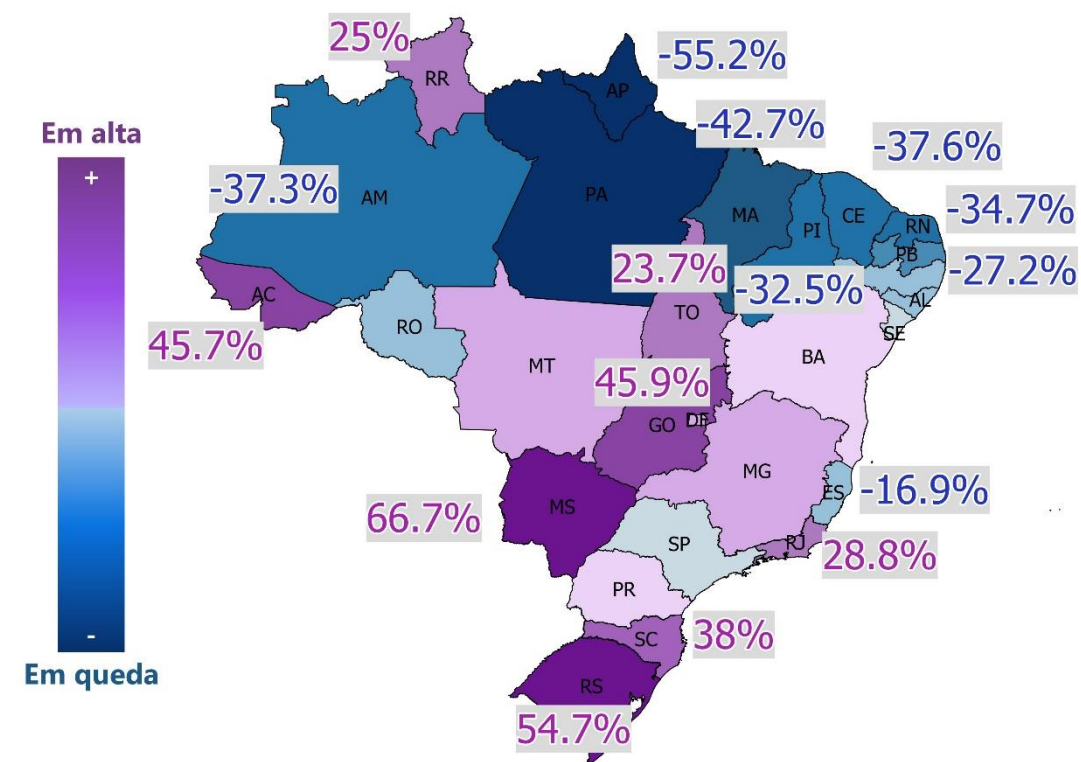 25%
RR
-55.2%
AP
Em alta
+
-42.7%
-37.6%
-37.3%
AM
PA
MA
PI
CE
RN
-34.7%
PB
23.7%
-32.5%
-27.2%
AL
AC
TO
SE
45.7%
RO
MT
BA
45.9%
GO
DF
MG
ES
-16.9%
66.7%
MS
SP
RJ
28.8%
PR
-
Em queda
SC
38%
RS
54.7%